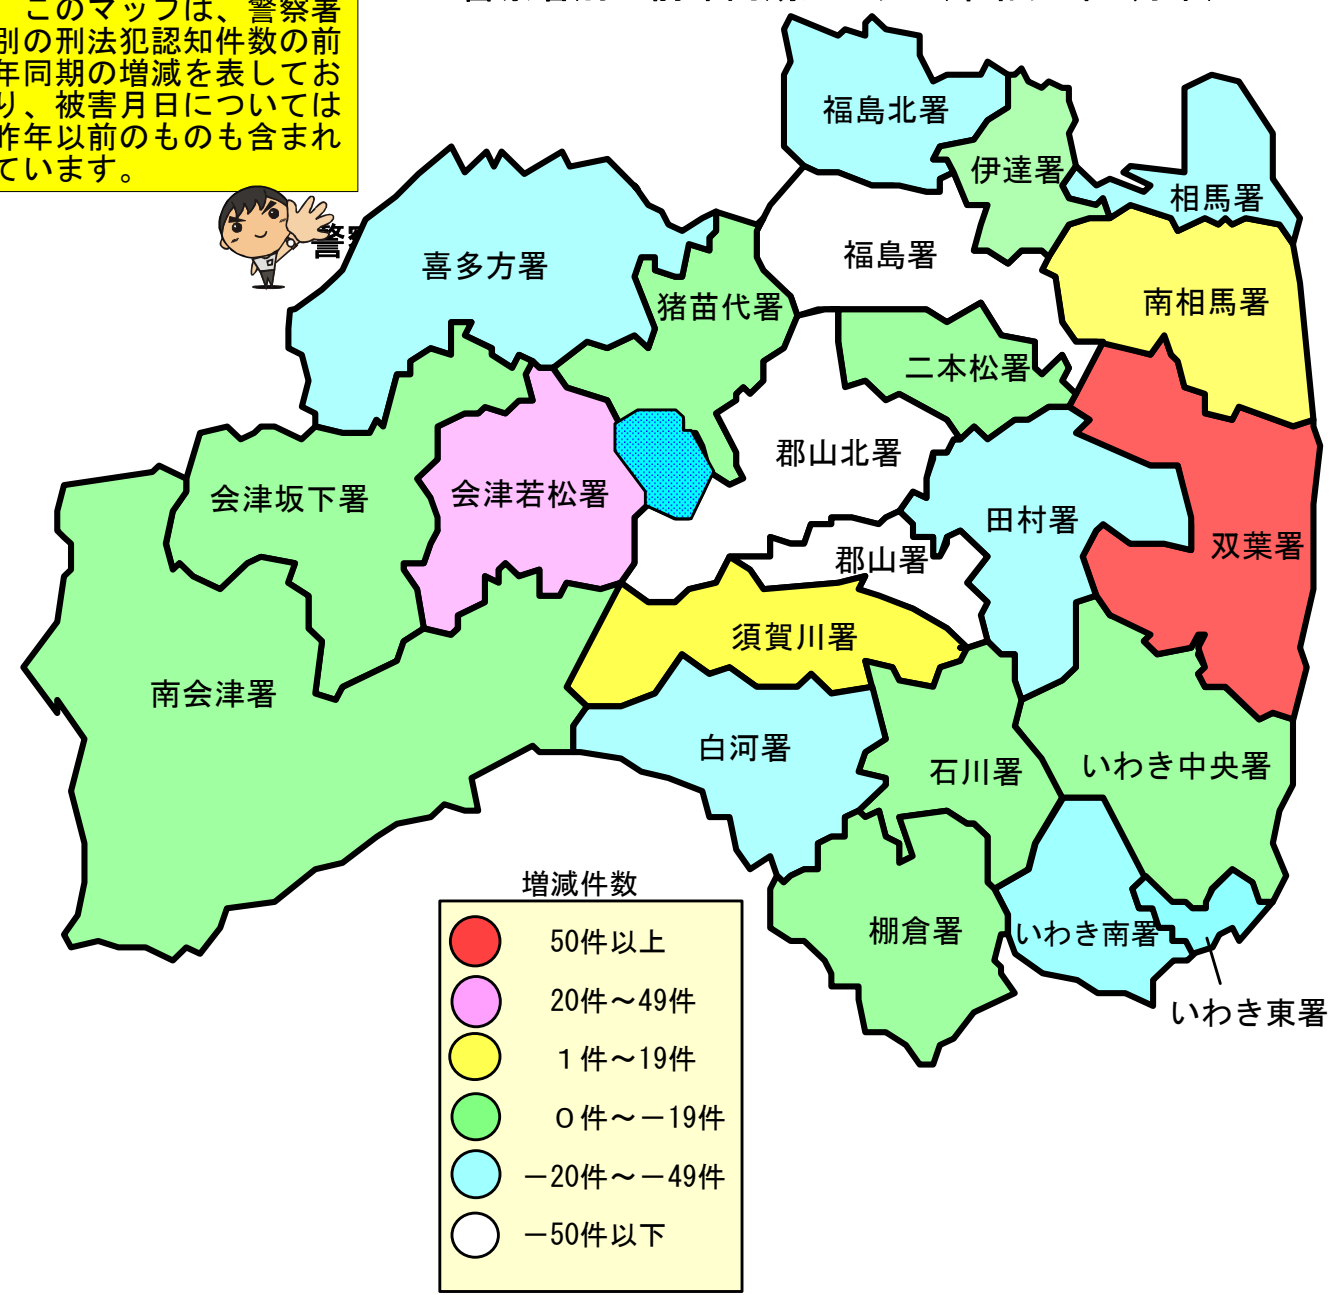 このマップは、警察署
別の刑法犯認知件数の前
年同期の増減を表してお
り、被害月日については
昨年以前のものも含まれ
ています。
福島北署
伊達署
相馬署
福島署
喜多方署
猪苗代署
南相馬署
二本松署
郡山北署
会津坂下署
会津若松署
田村署
双葉署
郡山署
須賀川署
南会津署
白河署
石川署
いわき中央署
棚倉署
いわき南署
いわき東署
増減件数
50件以上
20件～49件
１件～19件
０件～－19件
－20件～－49件
－50件以下